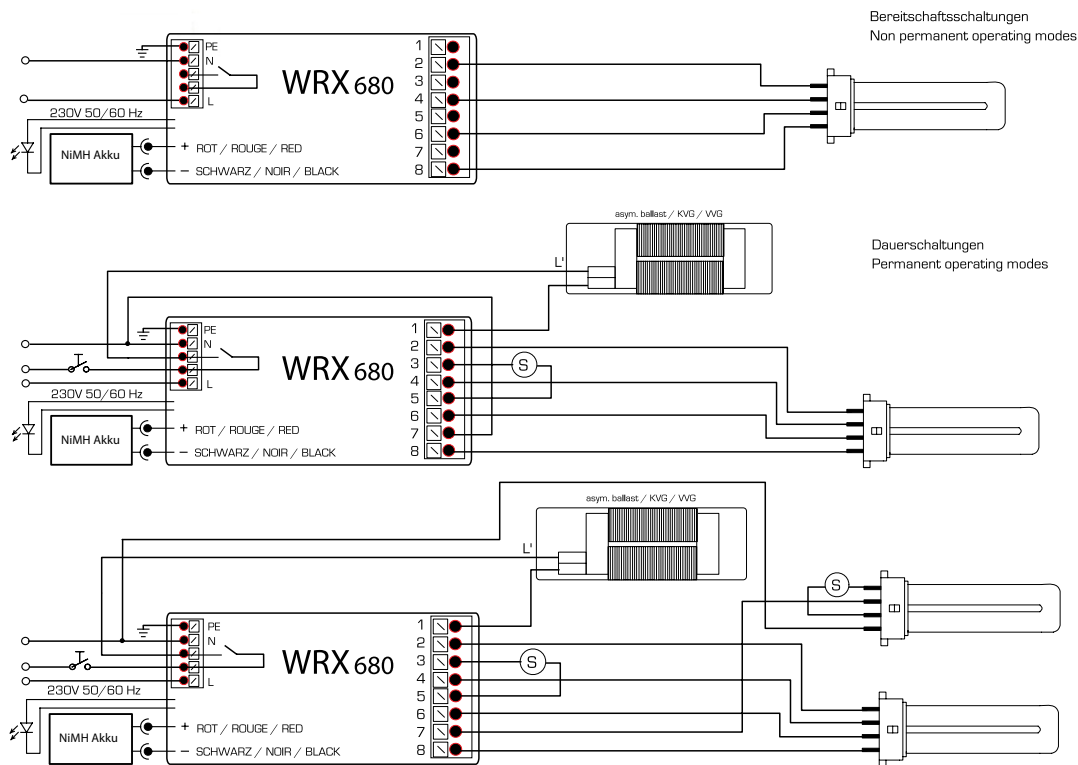 Bereitschaftsschaltungen
Non permanent operating modes
PE
N
L
WRX 680
1
2
3
4
5
6
7
8
230V 50/60 Hz
NiMH Akku
+ ROT / ROUGE / RED
– SCHWARZ / NOIR / BLACK
asym. ballast / KVG / VVG
L'
Dauerschaltungen
Permanent operating modes
PE
N
L
WRX 680
1
2
3
4
5
6
7
8
S
230V 50/60 Hz
NiMH Akku
+ ROT / ROUGE / RED
– SCHWARZ / NOIR / BLACK
asym. ballast / KVG / VVG
L'
S
PE
N
L
WRX 680
1
2
3
4
5
6
7
8
S
230V 50/60 Hz
NiMH Akku
+ ROT / ROUGE / RED
– SCHWARZ / NOIR / BLACK